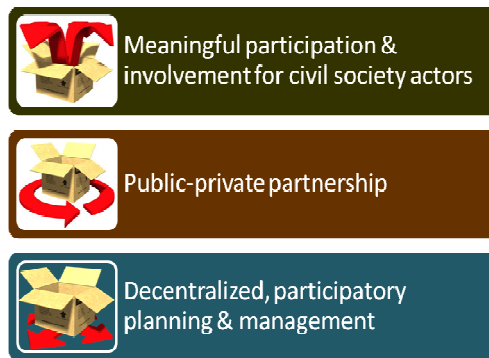 Meaningful participation &
involvement for civil society actors
Public-private partnership
Decentralized, participatory
planning & management